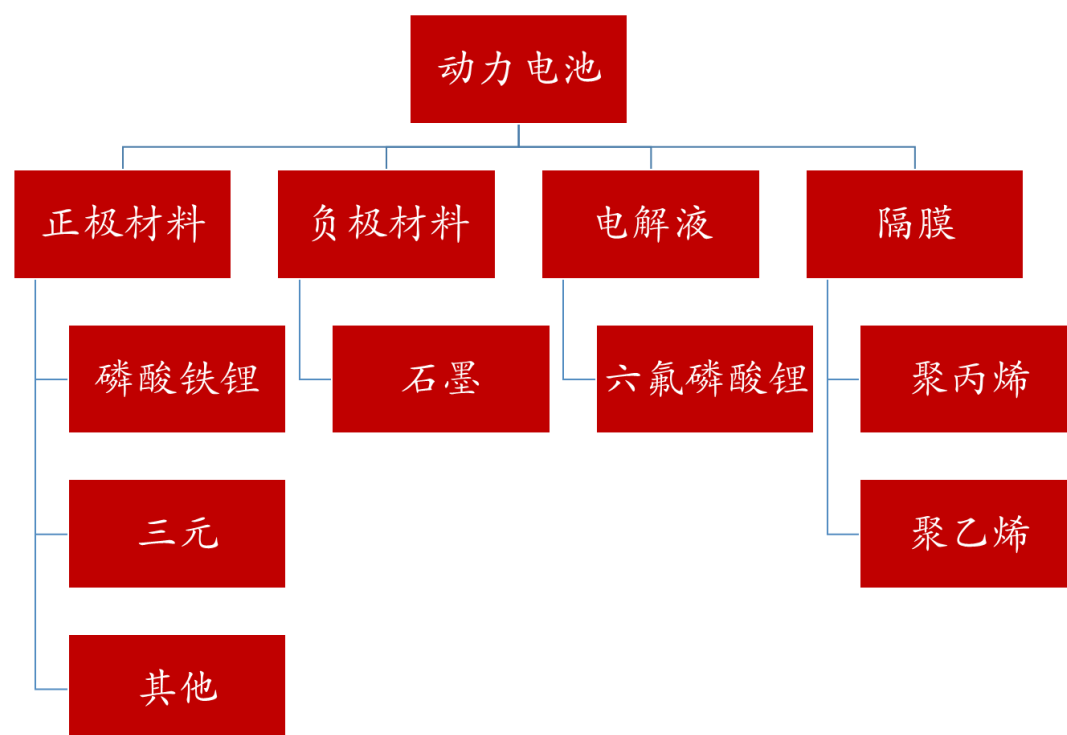 动力电池
正极材料
负极材料
电解液
隔膜
磷酸铁锂
石墨
六氟磷酸锂
聚丙烯
三元
聚乙烯
其他